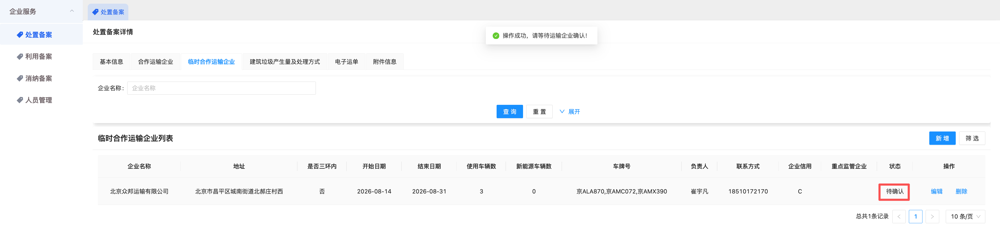 企业服务
处置备案
利用备案
消纳备案
人员管理
处置备案
处置备案详情
操作成功，请等待运输企业确认！
基本信息 合作运输企业 临时合作运输企业 建筑垃圾产生量及处理方式 电子运单 附件信息
企业名称： 企业名称
查 询 重 置 展开
临时合作运输企业列表 新 增 筛 选
企业名称 地址 是否三环内 开始日期 结束日期 使用车辆数 新能源车辆数 车牌号 负责人 联系方式 企业信用 重点监管企业 状态 操作
北京众邦运输有限公司 北京市昌平区城南街道北郝庄村西 否 2026-08-14 2026-08-31 3 0 京ALA870,京AMC072,京AMX390 崔宇凡 18510172170 C 待确认 编辑 删除
总共1条记录 < 1 > 10 条/页